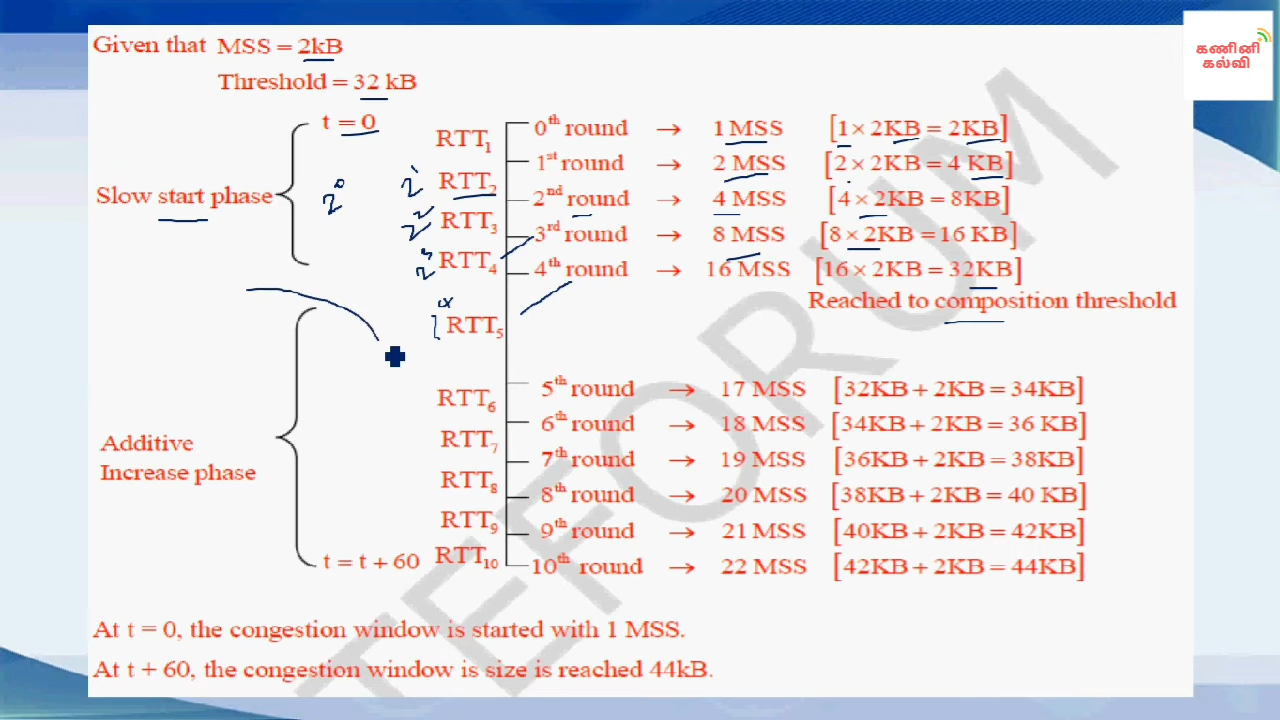 Given that MSS = 2kB
கணினி
கல்வி
Threshold = 32 kB
t = 0
RTT₁ 0ᵗʰ round → 1 MSS [1 × 2KB = 2KB]
1ˢᵗ round → 2 MSS [2 × 2KB = 4 KB]
Slow start phase 2⁰ 2¹ RTT₂ 2ⁿᵈ round → 4 MSS [4 × 2KB = 8KB]
2² RTT₃ 3ʳᵈ round → 8 MSS [8 × 2KB = 16 KB]
2³ RTT₄ 4ᵗʰ round → 16 MSS [16 × 2KB = 32KB]
Reached to composition threshold
RTT₅
5ᵗʰ round → 17 MSS [32KB + 2KB = 34KB]
RTT₆ 6ᵗʰ round → 18 MSS [34KB + 2KB = 36 KB]
Additive
Increase phase
RTT₇ 7ᵗʰ round → 19 MSS [36KB + 2KB = 38KB]
RTT₈ 8ᵗʰ round → 20 MSS [38KB + 2KB = 40 KB]
RTT₉ 9ᵗʰ round → 21 MSS [40KB + 2KB = 42KB]
t = t + 60 RTT₁₀ 10ᵗʰ round → 22 MSS [42KB + 2KB = 44KB]
At t = 0, the congestion window is started with 1 MSS.
At t + 60, the congestion window is size is reached 44kB.
TEFORUM